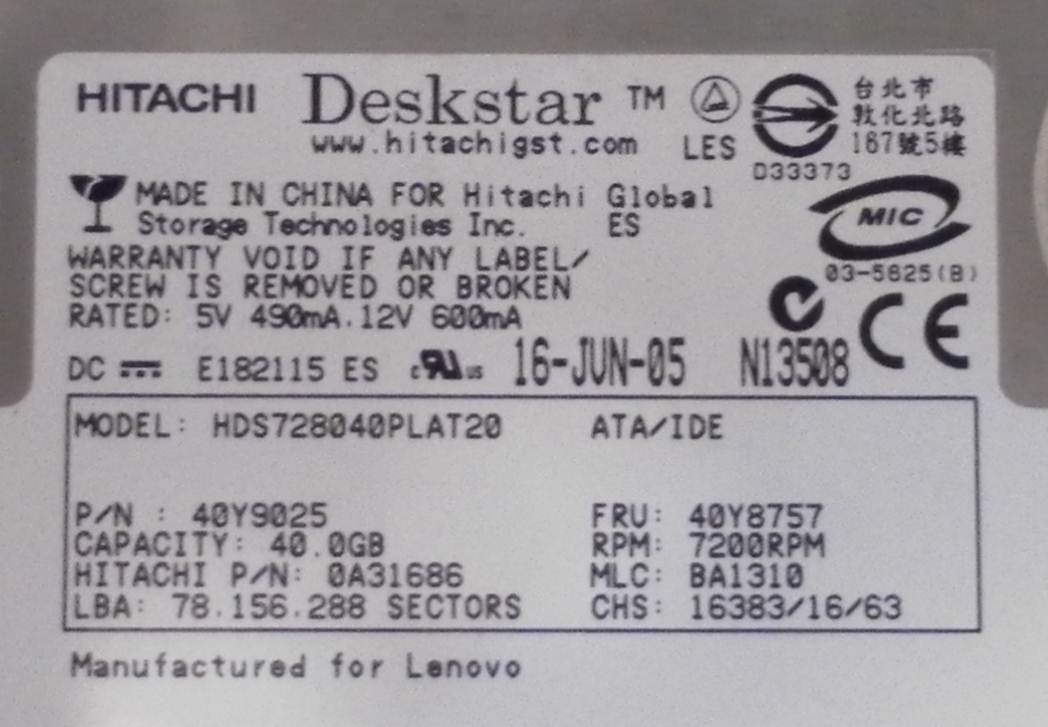 HITACHI Deskstar ™
www.hitachigst.com
LES
D33373
台北市
敦化北路
167號5樓
MADE IN CHINA FOR Hitachi Global
Storage Technologies Inc. ES
WARRANTY VOID IF ANY LABEL/
SCREW IS REMOVED OR BROKEN
RATED: 5V 490mA.12V 600mA
MIC
03-5625(B)
CE
DC E182115 ES c RU us 16-JUN-05 N13508
MODEL: HDS728040PLAT20 ATA/IDE
P/N : 40Y9025 FRU: 40Y8757
CAPACITY: 40.0GB RPM: 7200RPM
HITACHI P/N: 0A31686 MLC: BA1310
LBA: 78.156.288 SECTORS CHS: 16383/16/63
Manufactured for Lenovo